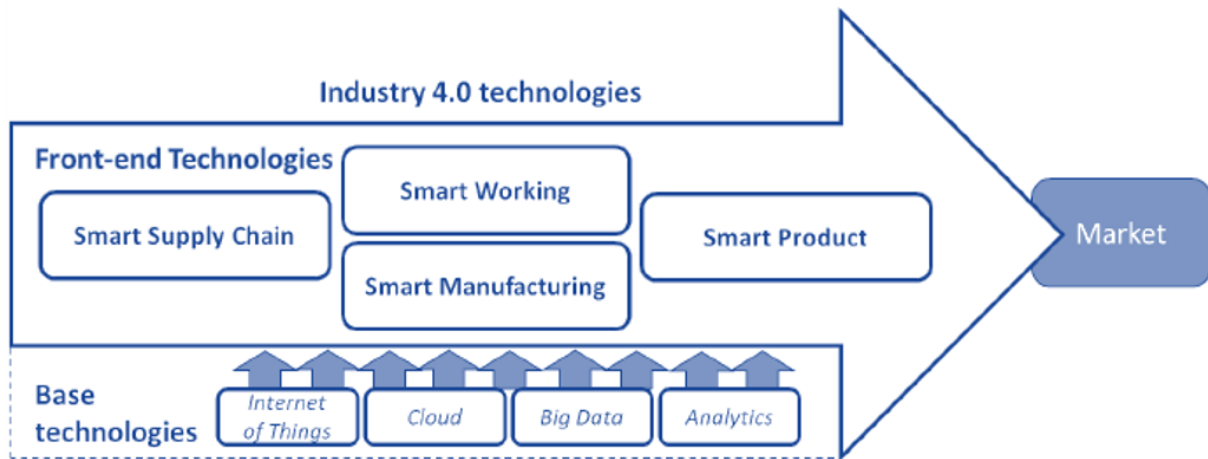 Industry 4.0 technologies
Front-end Technologies
Smart Supply Chain
Smart Working
Smart Manufacturing
Smart Product
Market
Base
technologies
Internet
of Things
Cloud
Big Data
Analytics